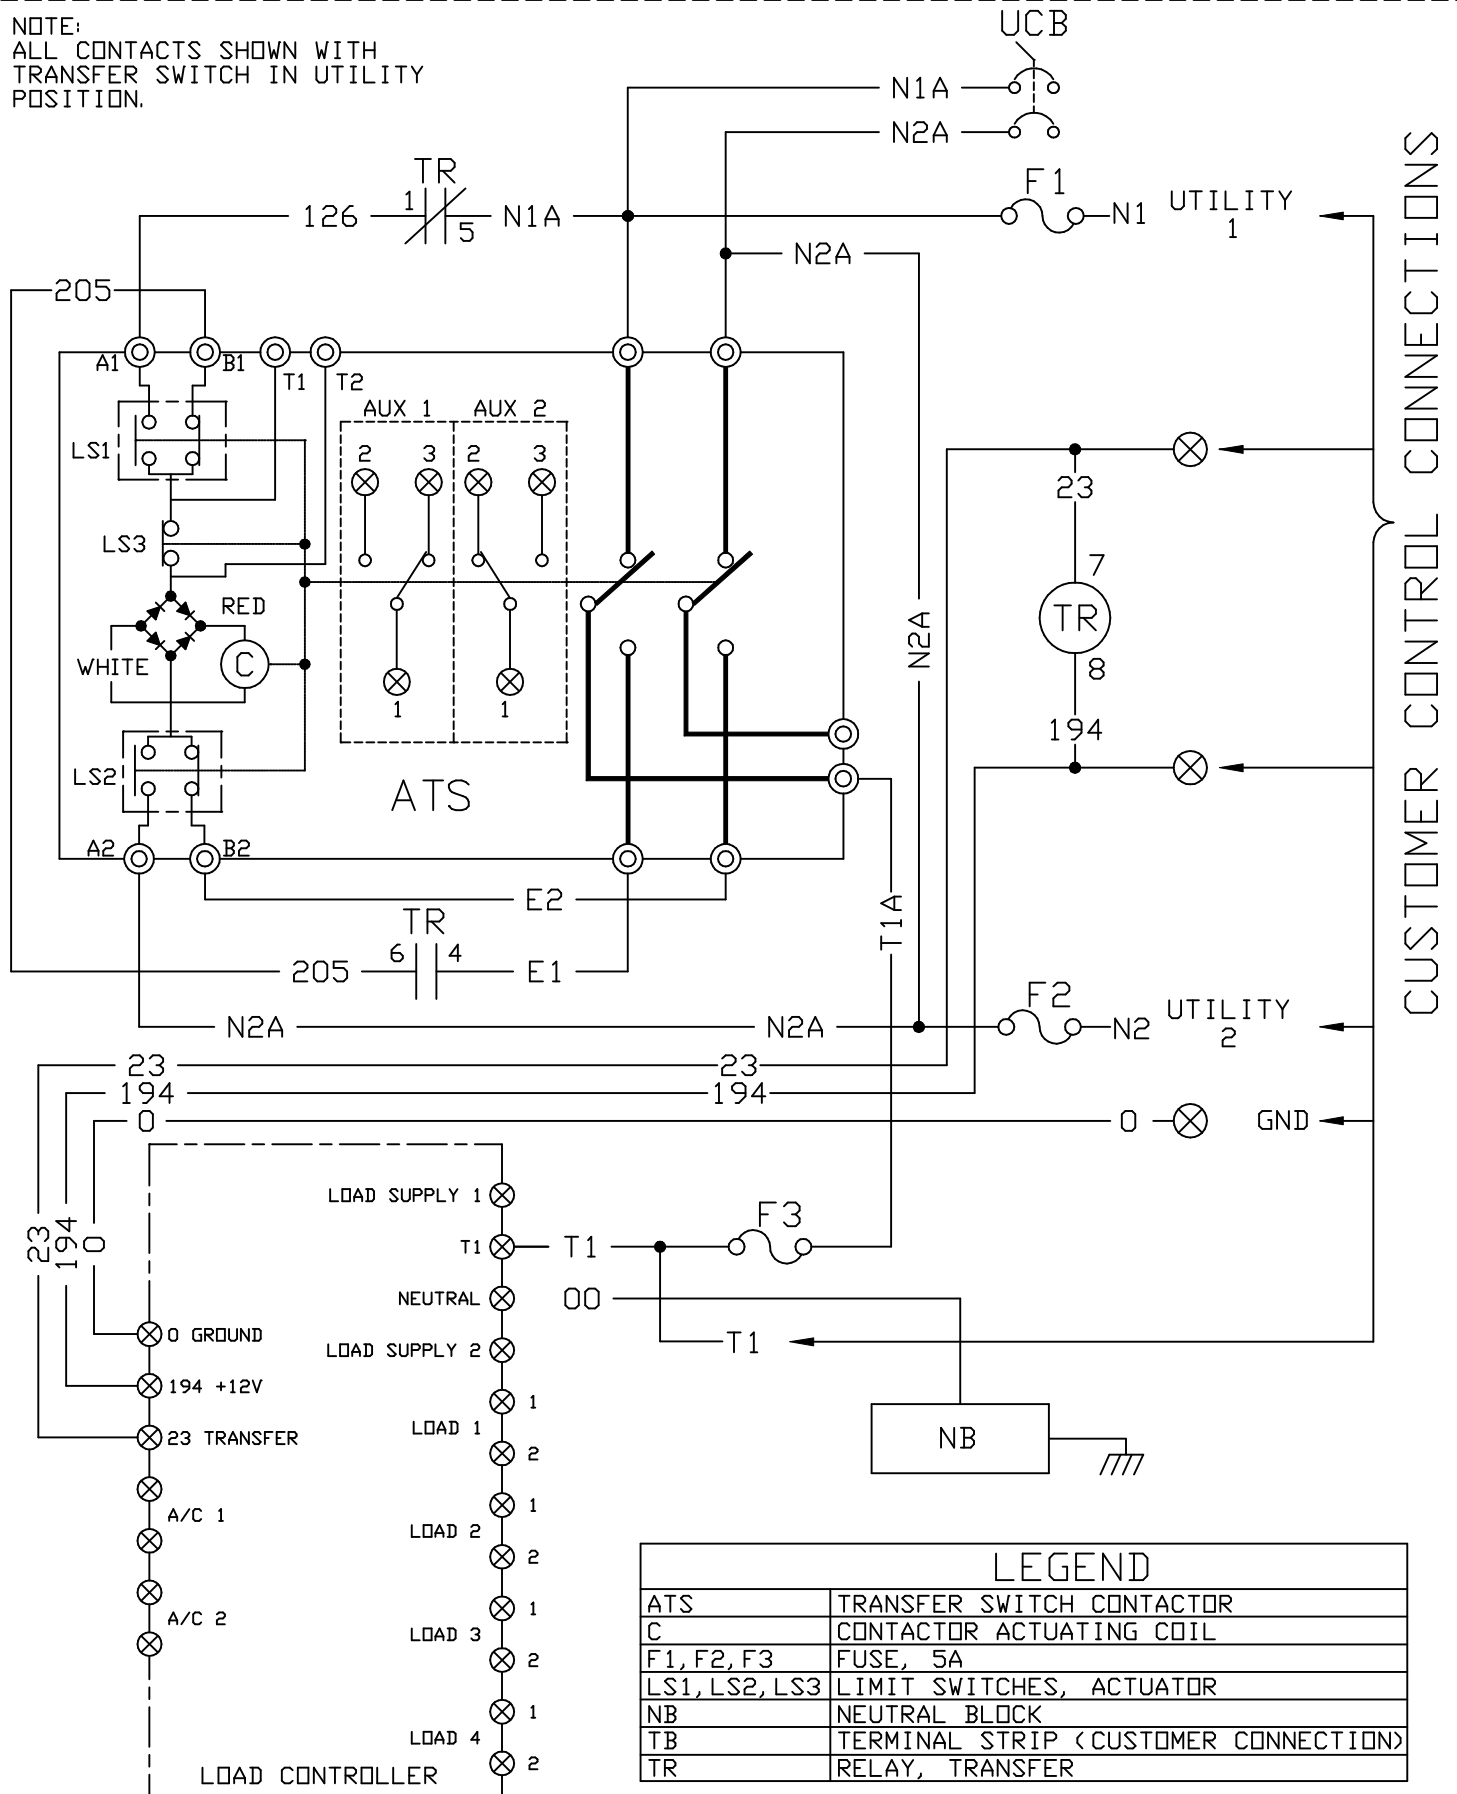 NOTE:
ALL CONTACTS SHOWN WITH
TRANSFER SWITCH IN UTILITY
POSITION.
UCB
N1A
N2A
TR
126
1
5
N1A
F1
N1
UTILITY
1
N2A
205
A1
B1
T1
T2
AUX 1
AUX 2
LS1
2
3
2
3
23
LS3
7
RED
TR
N2A
WHITE
C
8
1
1
194
LS2
ATS
A2
B2
E2
T1A
TR
6
4
205
E1
F2
N2A
N2A
N2
UTILITY
2
23
23
194
194
0
0
GND
CUSTOMER CONTROL CONNECTIONS
LOAD SUPPLY 1
F3
23
194
0
T1
T1
NEUTRAL
00
0 GROUND
LOAD SUPPLY 2
T1
194 +12V
1
LOAD 1
23 TRANSFER
2
NB
1
A/C 1
LOAD 2
2
1
A/C 2
LOAD 3
2
1
LOAD 4
2
LOAD CONTROLLER
LEGEND
ATS TRANSFER SWITCH CONTACTOR
C CONTACTOR ACTUATING COIL
F1, F2, F3 FUSE, 5A
LS1, LS2, LS3 LIMIT SWITCHES, ACTUATOR
NB NEUTRAL BLOCK
TB TERMINAL STRIP (CUSTOMER CONNECTION)
TR RELAY, TRANSFER